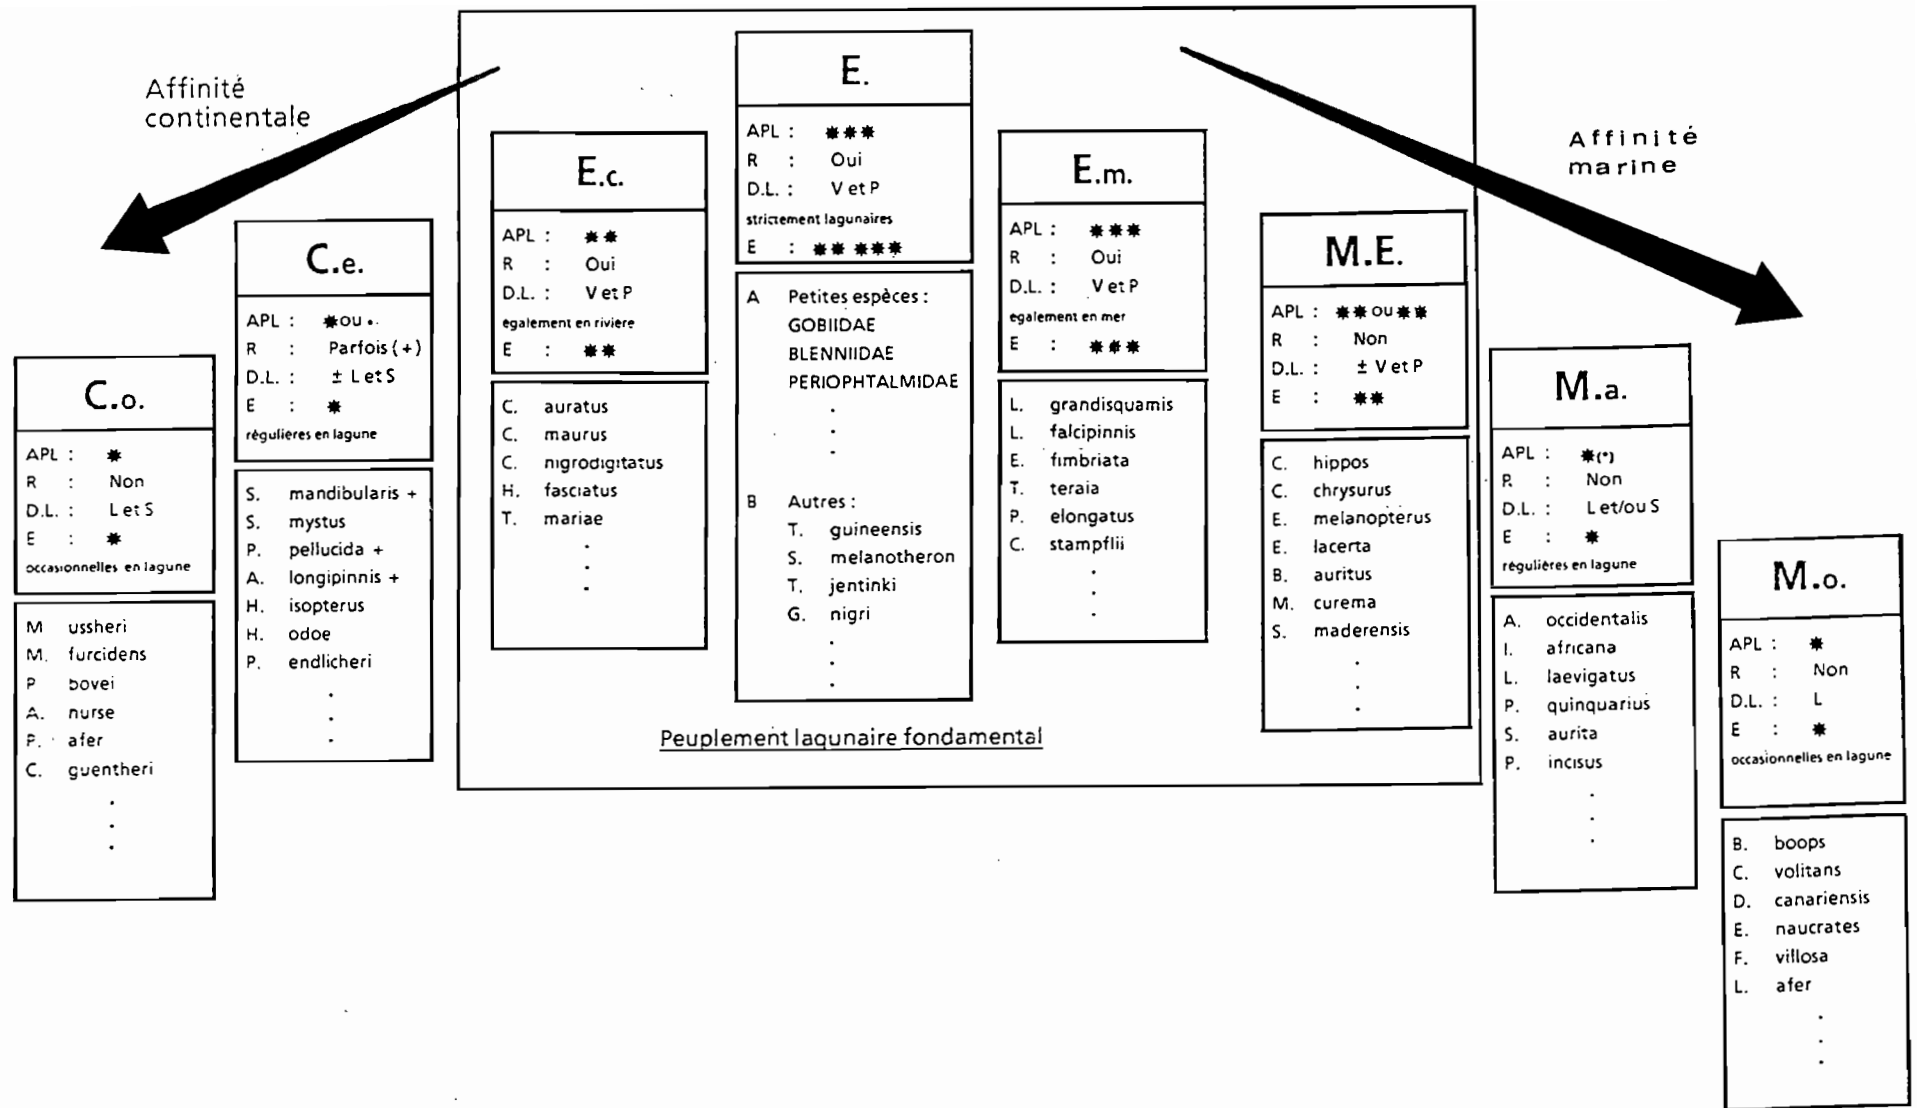 Affinité
continentale
Affinité
marine
C.o.
APL : ✷
R : Non
D.L. : L et S
E : ✷
occasionnelles en lagune
M ussheri
M. furcidens
P bovei
A. nurse
P. afer
C. guentheri
.
.
.
C.e.
APL : ✷ ou •
R : Parfois (+)
D.L. : ± L et S
E : ✷
régulières en lagune
S. mandibularis +
S. mystus
P. pellucida +
A. longipinnis +
H. isopterus
H. odoe
P. endlicheri
.
.
.
E.c.
APL : ✷✷
R : Oui
D.L. : V et P
également en rivière
E : ✷✷
C. auratus
C. maurus
C. nigrodigitatus
H. fasciatus
T. mariae
.
.
.
E.
APL : ✷✷✷
R : Oui
D.L. : V et P
strictement lagunaires
E : ✷✷ ✷✷✷
A Petites espèces :
GOBIIDAE
BLENNIIDAE
PERIOPHTALMIDAE
.
.
.
B Autres :
T. guineensis
S. melanotheron
T. jentinki
G. nigri
.
.
.
E.m.
APL : ✷✷✷
R : Oui
D.L. : V et P
egalement en mer
E : ✷✷✷
L. grandisquamis
L. falcipinnis
E. fimbriata
T. teraia
P. elongatus
C. stampflii
.
.
.
M.E.
APL : ✷✷ ou ✷✷
R : Non
D.L. : ± V et P
E : ✷✷
C. hippos
C. chrysurus
E. melanopterus
E. lacerta
B. auritus
M. curema
S. maderensis
.
.
.
Peuplement lagunaire fondamental
M.a.
APL : ✷(•)
R : Non
D.L. : L et/ou S
E : ✷
régulières en lagune
A. occidentalis
I. africana
L. laevigatus
P. quinquarius
S. aurita
P. incisus
.
.
.
M.o.
APL : ✷
R : Non
D.L. : L
E : ✷
occasionnelles en lagune
B. boops
C. volitans
D. canariensis
E. naucrates
F. villosa
L. afer
.
.
.